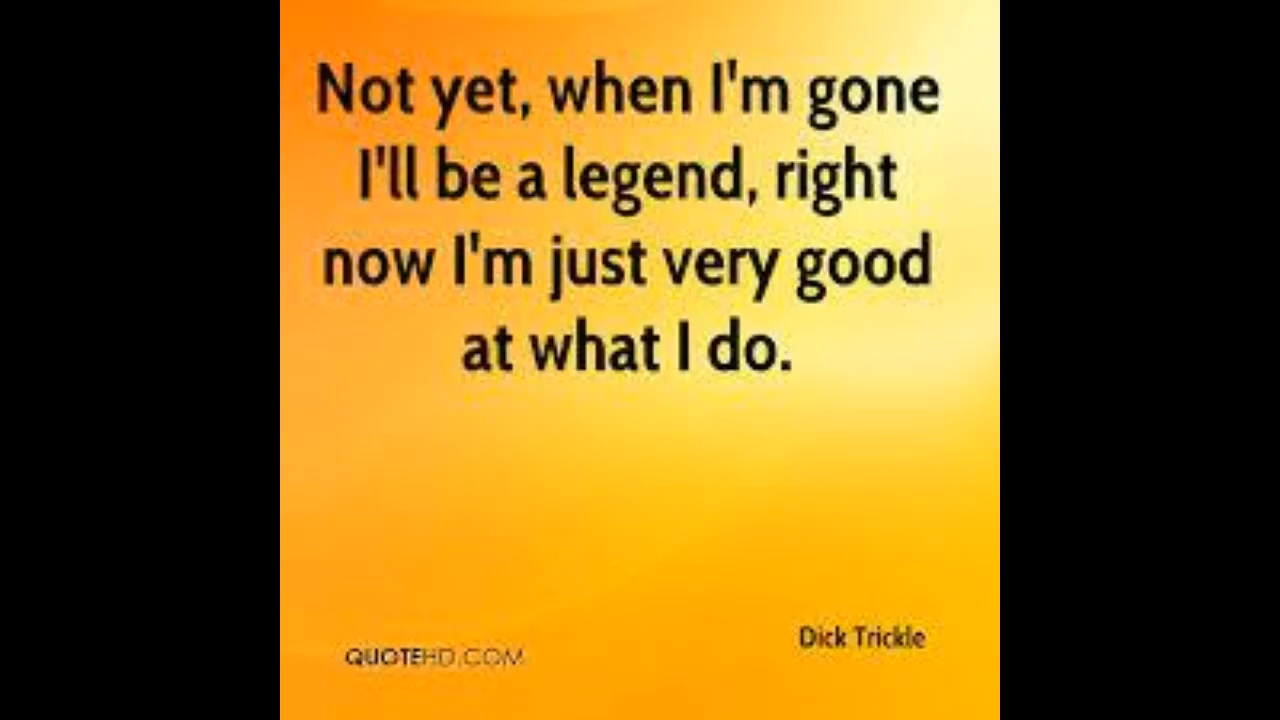 Not yet, when I'm gone
I'll be a legend, right
now I'm just very good
at what I do.
Dick Trickle
QUOTEHD.COM